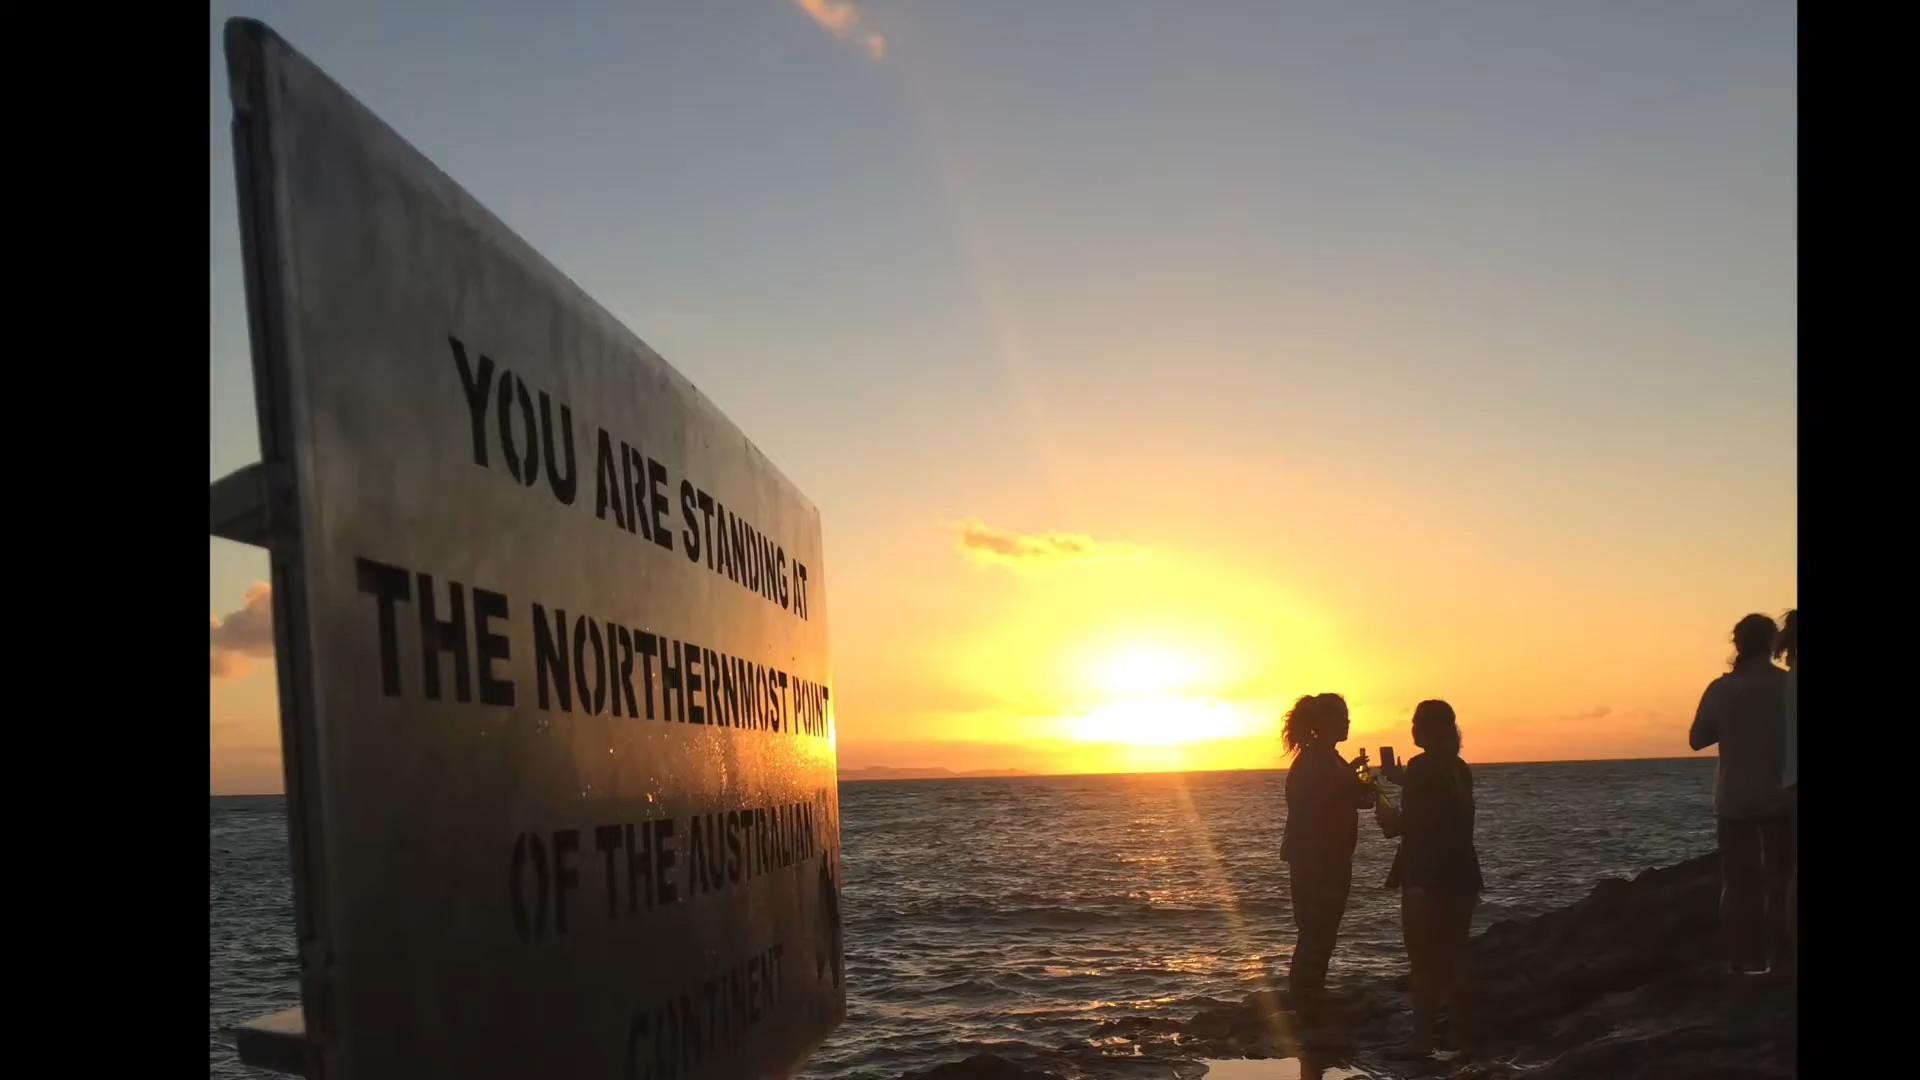 YOU ARE STANDING AT
THE NORTHERNMOST POINT
OF THE AUSTRALIAN
CONTINENT